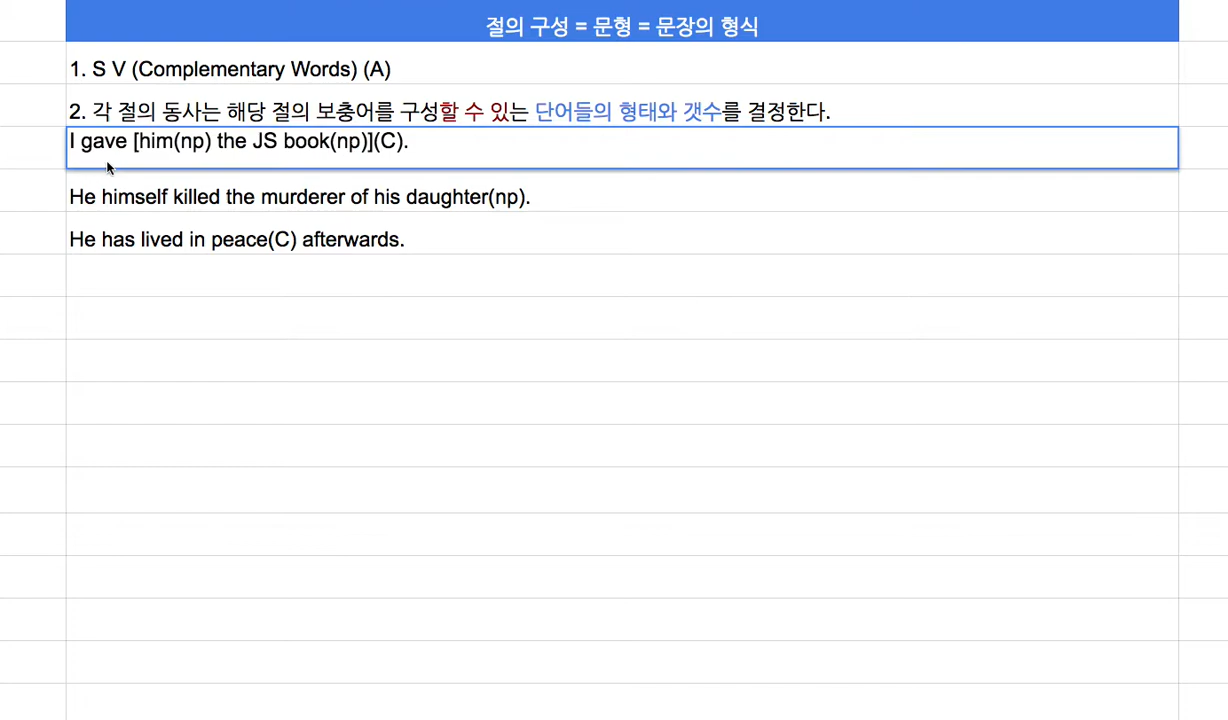 절의 구성 = 문형 = 문장의 형식
1. S V (Complementary Words) (A)
2. 각 절의 동사는 해당 절의 보충어를 구성할 수 있는 단어들의 형태와 갯수를 결정한다.
I gave [him(np) the JS book(np)](C).
He himself killed the murderer of his daughter(np).
He has lived in peace(C) afterwards.